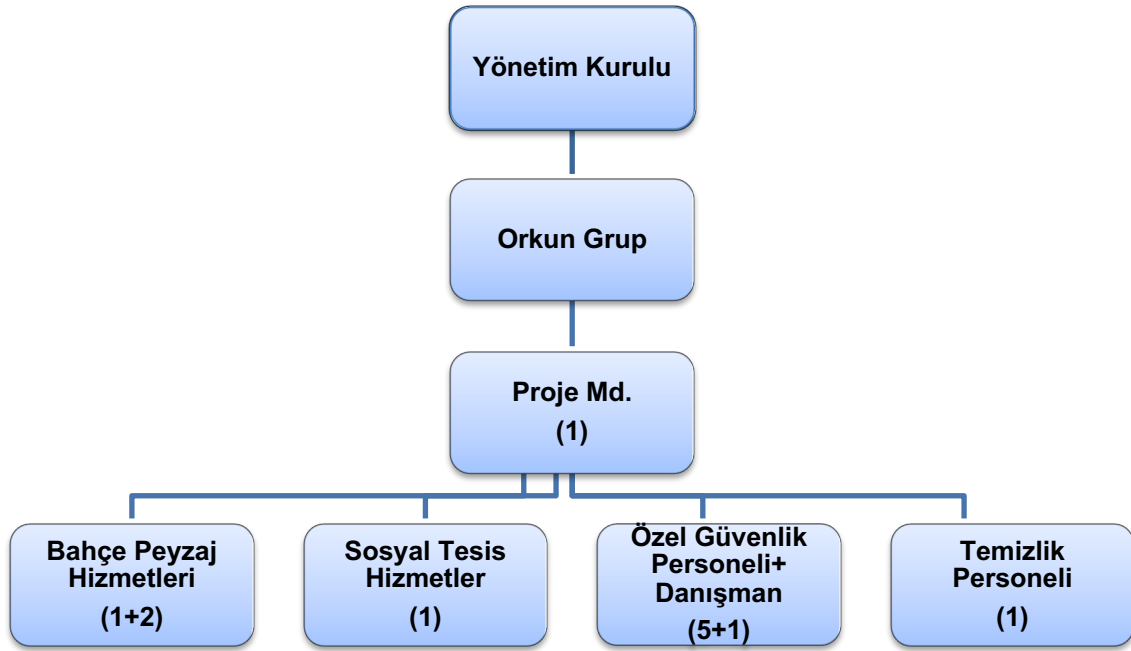 Yönetim Kurulu
Orkun Grup
Proje Md.
(1)
Bahçe Peyzaj
Hizmetleri
(1+2)
Sosyal Tesis
Hizmetler
(1)
Özel Güvenlik
Personeli+
Danışman
(5+1)
Temizlik
Personeli
(1)